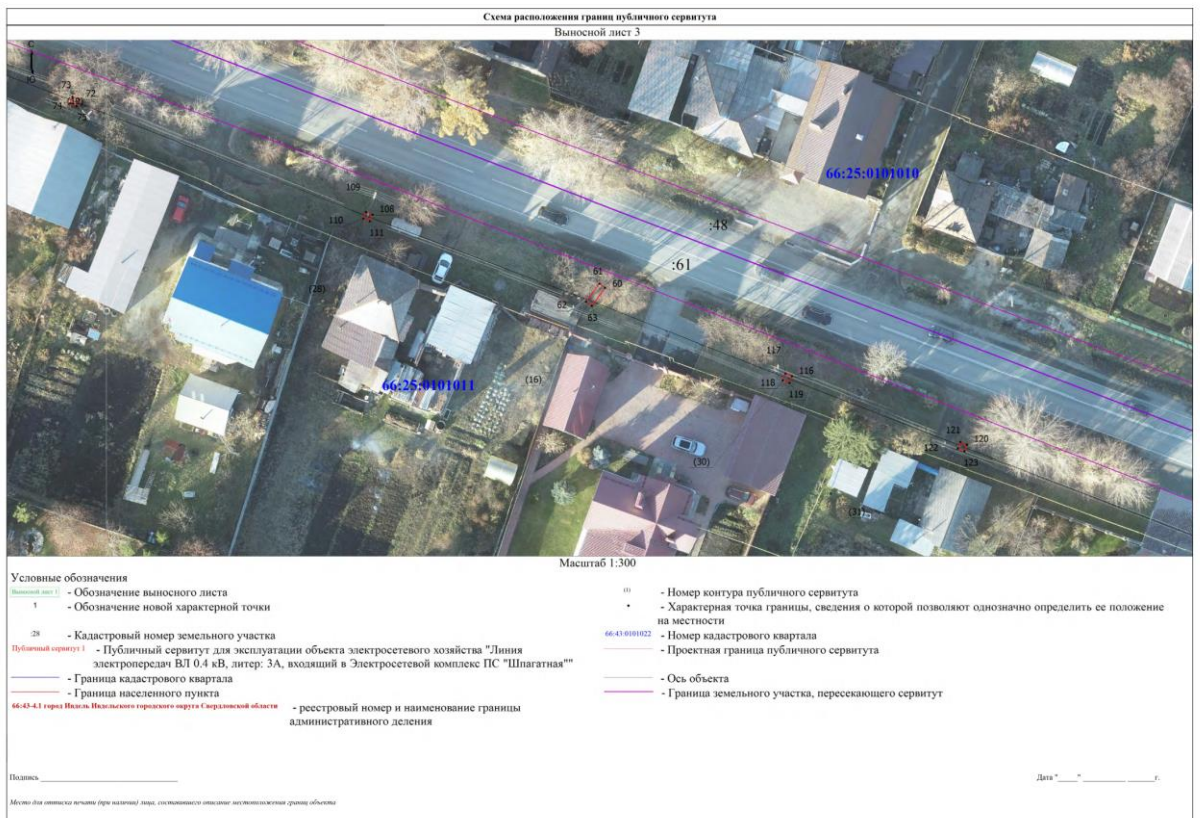 Схема расположения границ публичного сервитута
Выносной лист 3
С
Ю
73
72
74
109
108
110
111
66:25:0101010
:48
:61
61
60
62
63
(28)
66:25:0101011
(16)
117
116
118
119
(30)
121
120
122
123
(31)
Масштаб 1:300
Условные обозначения
Выносной лист 1 - Обозначение выносного листа
1 - Обозначение новой характерной точки
:28 - Кадастровый номер земельного участка
Публичный сервитут 1 - Публичный сервитут для эксплуатации объекта электросетевого хозяйства "Линия
электропередач ВЛ 0.4 кВ, литер: 3А, входящий в Электросетевой комплекс ПС "Шпагатная""
- Граница кадастрового квартала
- Граница населенного пункта
66:43-4.1 город Ивдель Ивдельского городского округа Свердловской области - реестровый номер и наименование границы
административного деления
(1) - Номер контура публичного сервитута
- Характерная точка границы, сведения о которой позволяют однозначно определить ее положение
на местности
66:43:0101022 - Номер кадастрового квартала
- Проектная граница публичного сервитута
- Ось объекта
- Граница земельного участка, пересекающего сервитут
Подпись
Дата "_____" __________ ______г.
Место для оттиска печати (при наличии) лица, составившего описание местоположения границ объекта